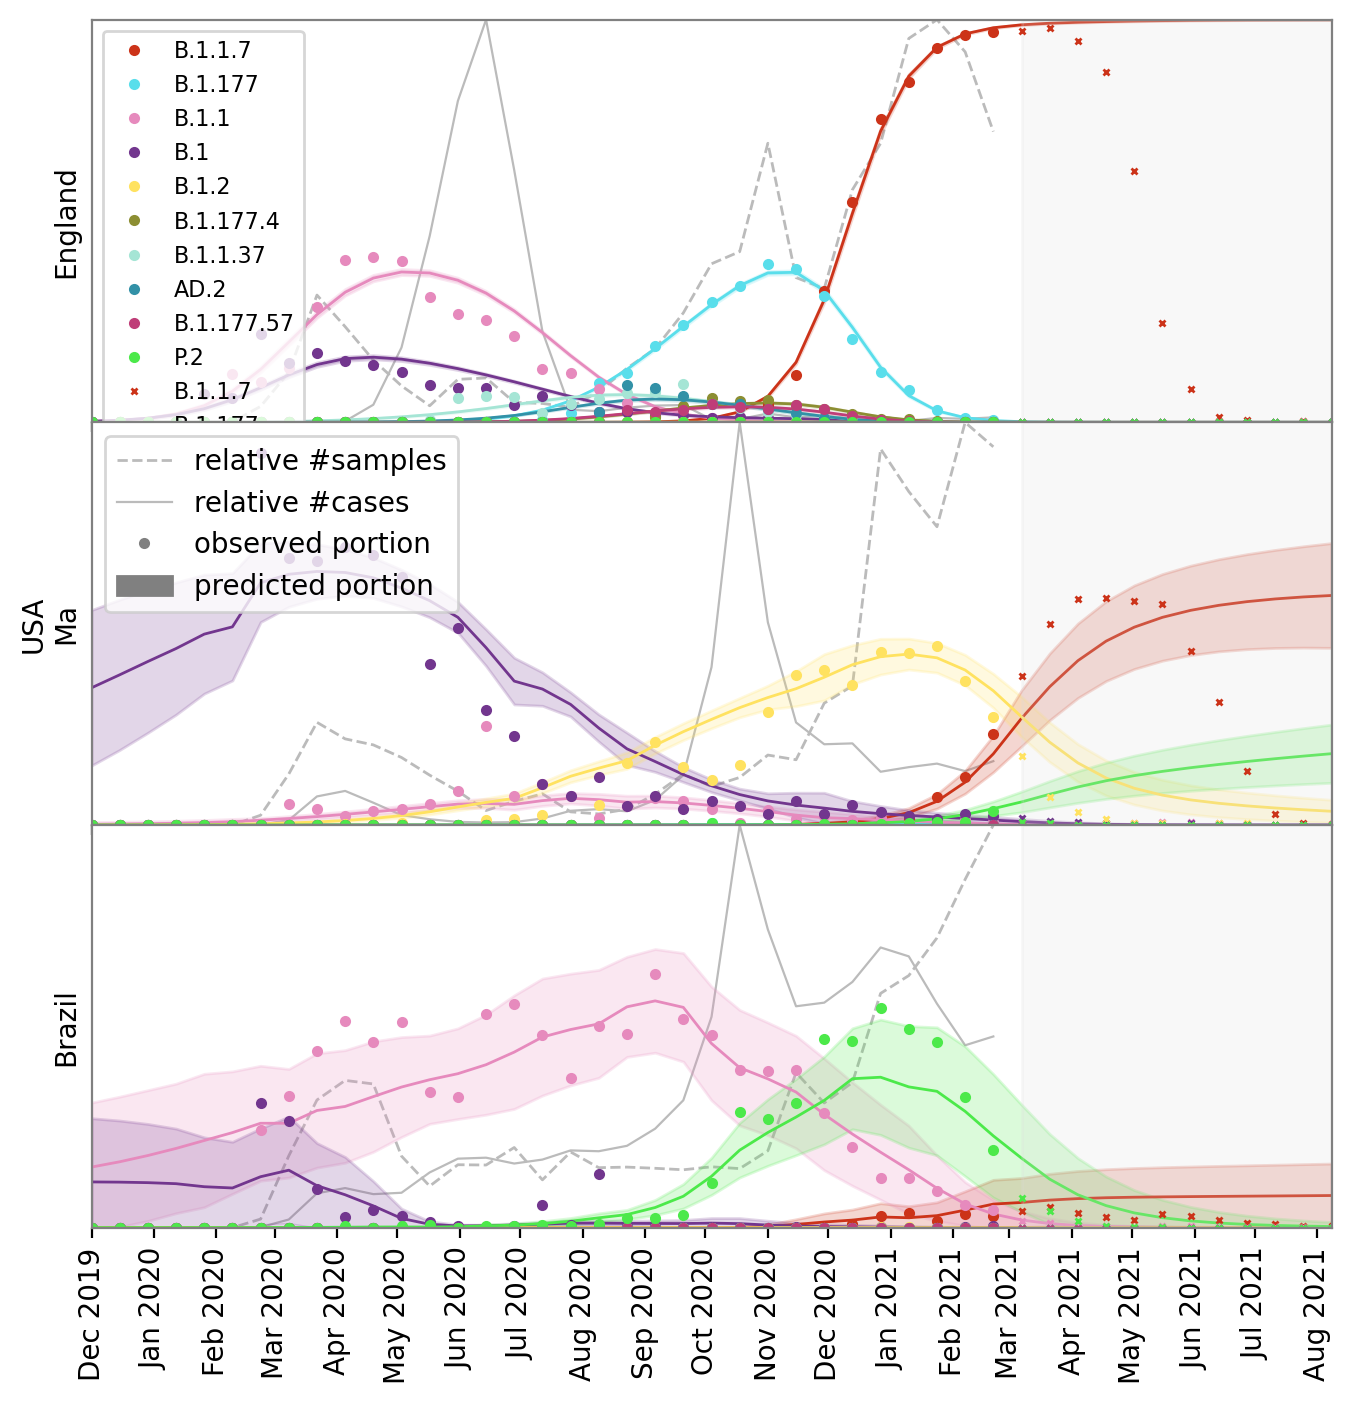 England
B.1.1.7
B.1.177
B.1.1
B.1
B.1.2
B.1.177.4
B.1.1.37
AD.2
B.1.177.57
P.2
B.1.1.7
USA
Ma
relative #samples
relative #cases
observed portion
predicted portion
Brazil
Dec 2019
Jan 2020
Feb 2020
Mar 2020
Apr 2020
May 2020
Jun 2020
Jul 2020
Aug 2020
Sep 2020
Oct 2020
Nov 2020
Dec 2020
Jan 2021
Feb 2021
Mar 2021
Apr 2021
May 2021
Jun 2021
Jul 2021
Aug 2021